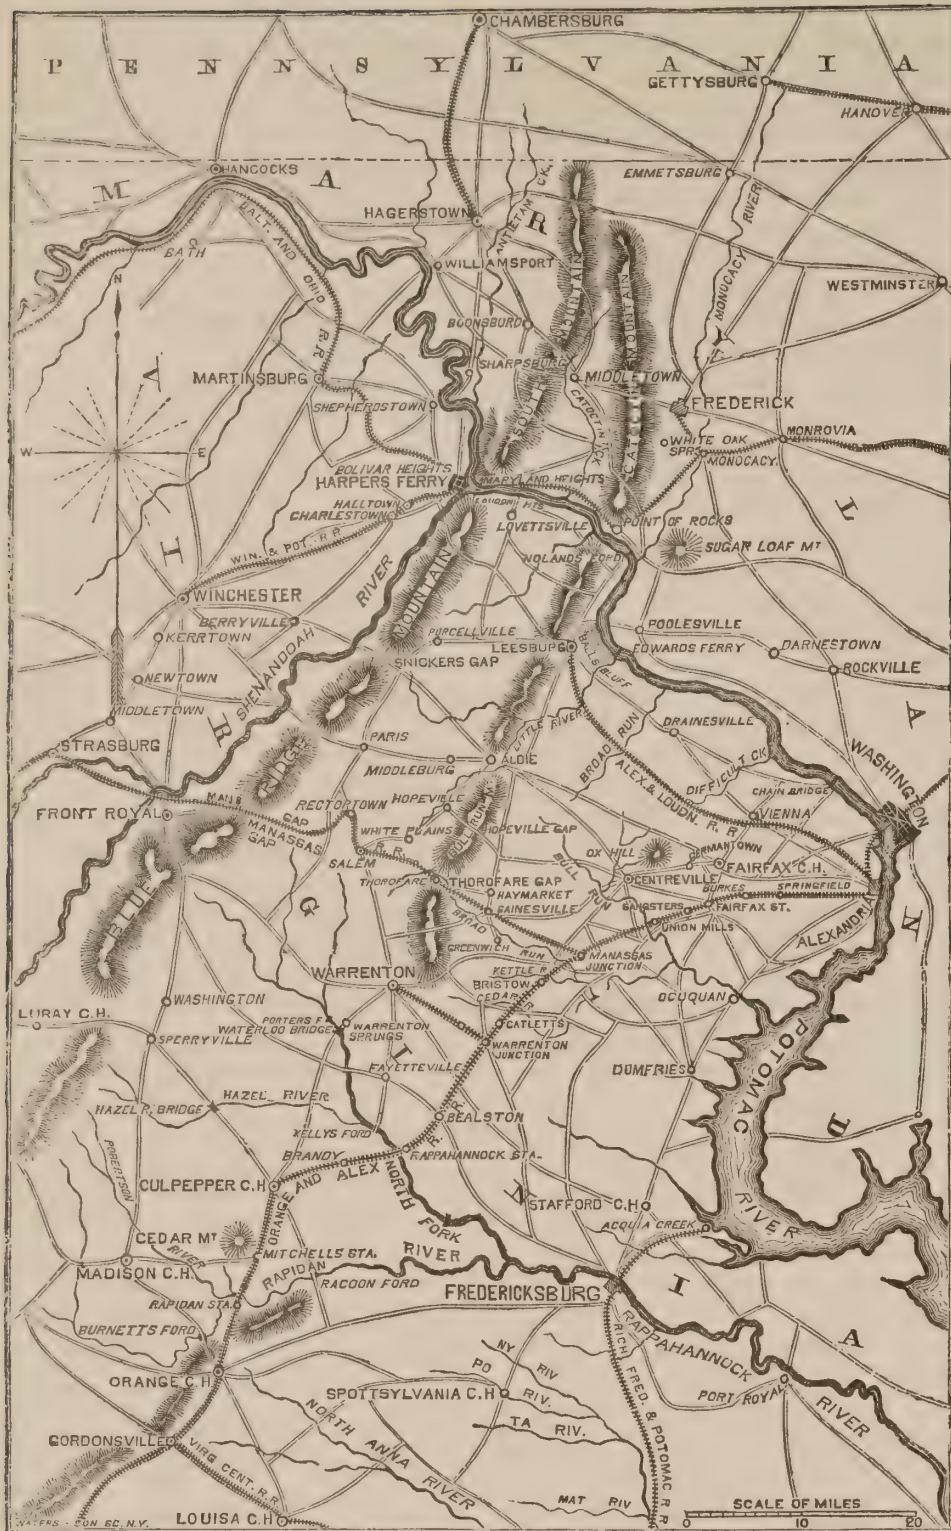 CHAMBERSBURG
PENNSYLVANIA
GETTYSBURG
HANOVER
HANCOCKS
EMMETSBURG
MARYLAND
HAGERSTOWN
ANTIETAM CK.
MONOCACY RIVER
BALT. AND OHIO R.R.
BATH
WILLIAMSPORT
WESTMINSTER
N
BOONSBURO
SOUTH MOUNTAIN
CATOCTIN MOUNTAIN
SHARPSBURG
MARTINSBURG
MIDDLETOWN
CATOCTIN CK
SHEPHERDSTOWN
FREDERICK
WHITE OAK SPR.
MONROVIA
W
E
MONOCACY
BOLIVAR HEIGHTS
HARPERS FERRY
MARYLAND HEIGHTS
LOUDON HTS
HALLTOWN
CHARLESTOWN
LOVETTSVILLE
POINT OF ROCKS
WIN. & POT. R.R.
NOLANDS FORD
SUGAR LOAF MT
WINCHESTER
BERRYVILLE
SHENANDOAH RIVER
KERRTOWN
PURCELLVILLE
LEESBURG
BALLS BLUFF
POOLESVILLE
EDWARDS FERRY
DARNESTOWN
ROCKVILLE
SNICKERS GAP
NEWTOWN
MIDDLETOWN
STRASBURG
BLUE RIDGE MOUNTAIN
PARIS
MIDDLEBURG
ALDIE
LITTLE RIVER
BROAD RUN
DRAINESVILLE
ALEX. & LOUDN. R.R
DIFFICULT CK
CHAIN BRIDGE
WASHINGTON
FRONT ROYAL
MANASSAS GAP
RECTORTOWN
HOPEVILLE
HOPEVILLE GAP
BULL RUN MT
VIENNA
WHITE PLAINS
SALEM
R. R.
OX HILL
GERMANTOWN
FAIRFAX C.H.
THOROFARE
THOROFARE GAP
HAYMARKET
GAINESVILLE
BULL RUN
CENTREVILLE
BURKES
SPRINGFIELD
SANGSTERS
FAIRFAX ST.
UNION MILLS
ALEXANDRIA
BROAD RUN
GREENWICH
MANASSAS JUNCTION
KETTLE R.
BRISTOW
CEDAR R
WARRENTON
OCCOQUAN
WASHINGTON
LURAY C.H.
SPERRYVILLE
PORTERS F.
WATERLOO BRIDGE
WARRENTON SPRINGS
CATLETTS
WARRENTON JUNCTION
FAYETTEVILLE
DUMFRIES
POTOMAC RIVER
HAZEL R. BRIDGE
HAZEL RIVER
BEALSTON
KELLYS FORD
BRANDY
RAPPAHANNOCK STA.
ORANGE AND ALEX R. R.
NORTH FORK
CULPEPPER C.H
ROBERTSON RIVER
STAFFORD C.H
ACQUIA CREEK
CEDAR MT
MITCHELLS STA.
MADISON C.H.
RAPIDAN RIVER
RACOON FORD
RAPIDAN STA.
FREDERICKSBURG
VIRGINIA
RAPPAHANNOCK RIVER
BURNETTS FORD
ORANGE C.H
NY RIV
PO RIV.
SPOTTSYLVANIA C.H
TA RIV.
MAT RIV
RICH. FRED. & POTOMAC R R
PORT ROYAL
NORTH ANNA RIVER
GORDONSVILLE
VIRG CENT. R.R.
LOUISA C.H
SCALE OF MILES
0 10 20
SON SC. N.Y.